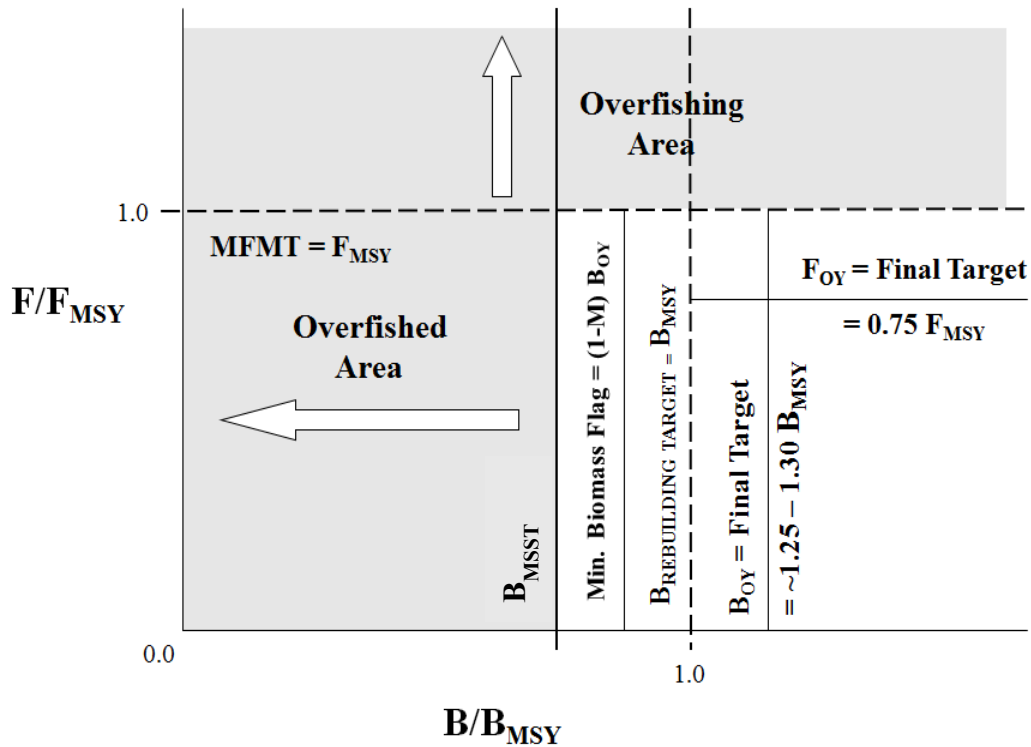 Overfishing
Area
1.0
MFMT = FMSY
F/FMSY
Overfished
Area
BMSST
Min. Biomass Flag = (1-M) BOY
BREBUILDING TARGET = BMSY
FOY = Final Target
= 0.75 FMSY
BOY = Final Target
= ~1.25 – 1.30 BMSY
0.0
1.0
B/BMSY